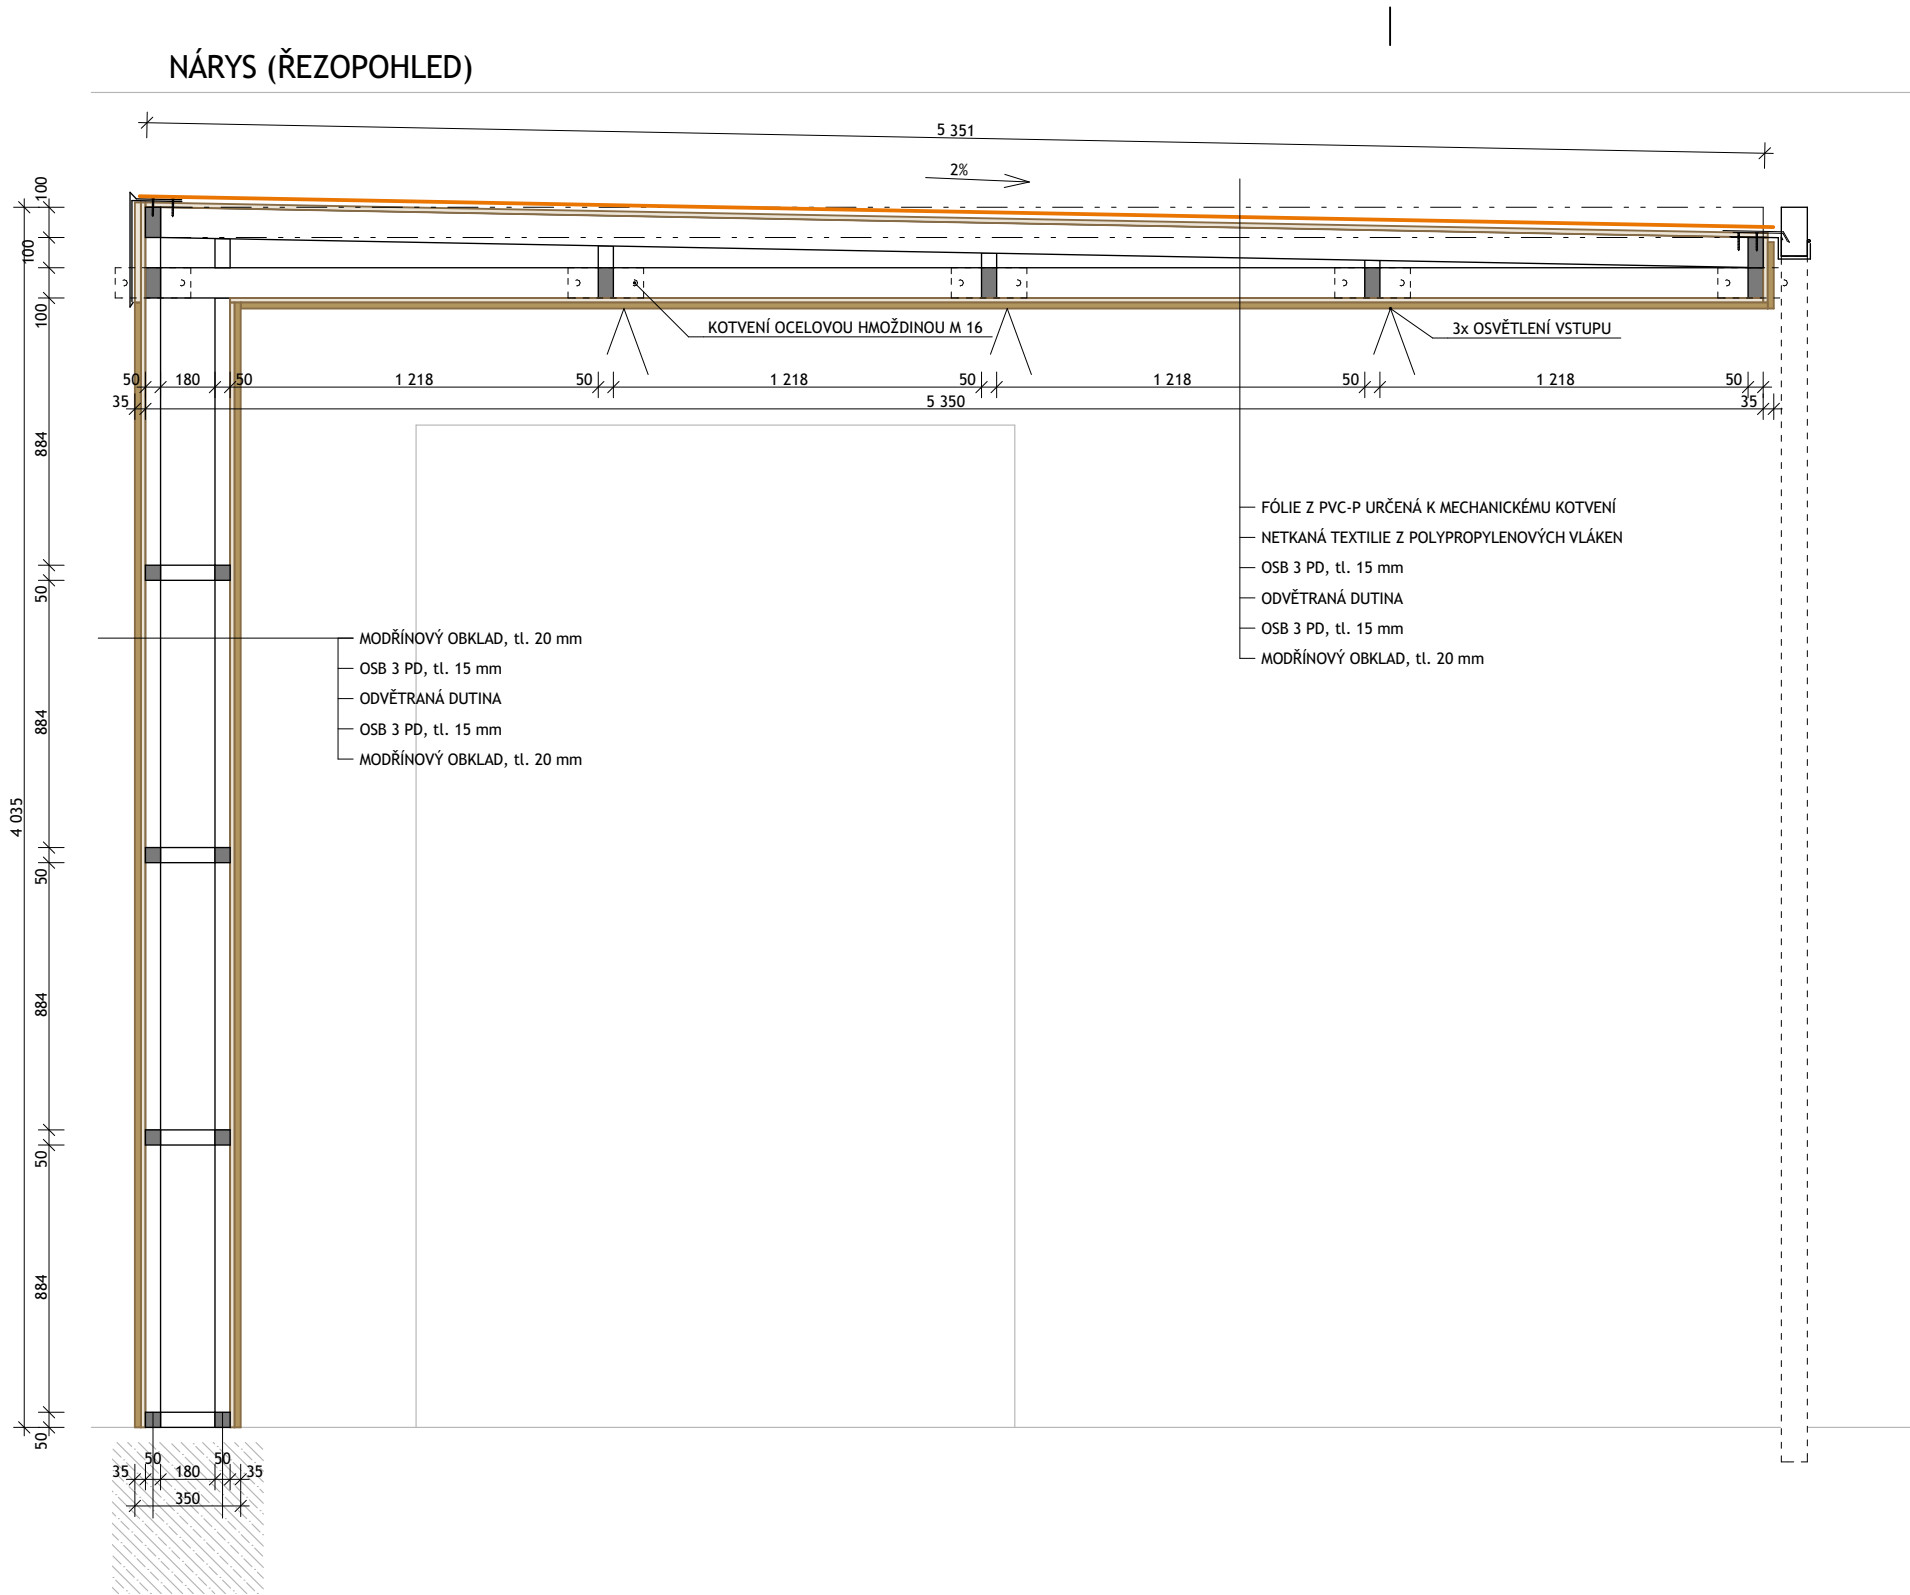 NÁRYS (ŘEZOPOHLED)
5 351
2%
100
100
100
KOTVENÍ OCELOVOU HMOŽDINOU M 16
3x OSVĚTLENÍ VSTUPU
50 180 50 1 218 50 1 218 50 1 218 50 1 218 50
35 5 350 35
884
50
884
50
884
50
884
50
4 035
FÓLIE Z PVC-P URČENÁ K MECHANICKÉMU KOTVENÍ
NETKANÁ TEXTILIE Z POLYPROPYLENOVÝCH VLÁKEN
OSB 3 PD, tl. 15 mm
ODVĚTRANÁ DUTINA
OSB 3 PD, tl. 15 mm
MODŘÍNOVÝ OBKLAD, tl. 20 mm
MODŘÍNOVÝ OBKLAD, tl. 20 mm
OSB 3 PD, tl. 15 mm
ODVĚTRANÁ DUTINA
OSB 3 PD, tl. 15 mm
MODŘÍNOVÝ OBKLAD, tl. 20 mm
50 50
35 180 35
350